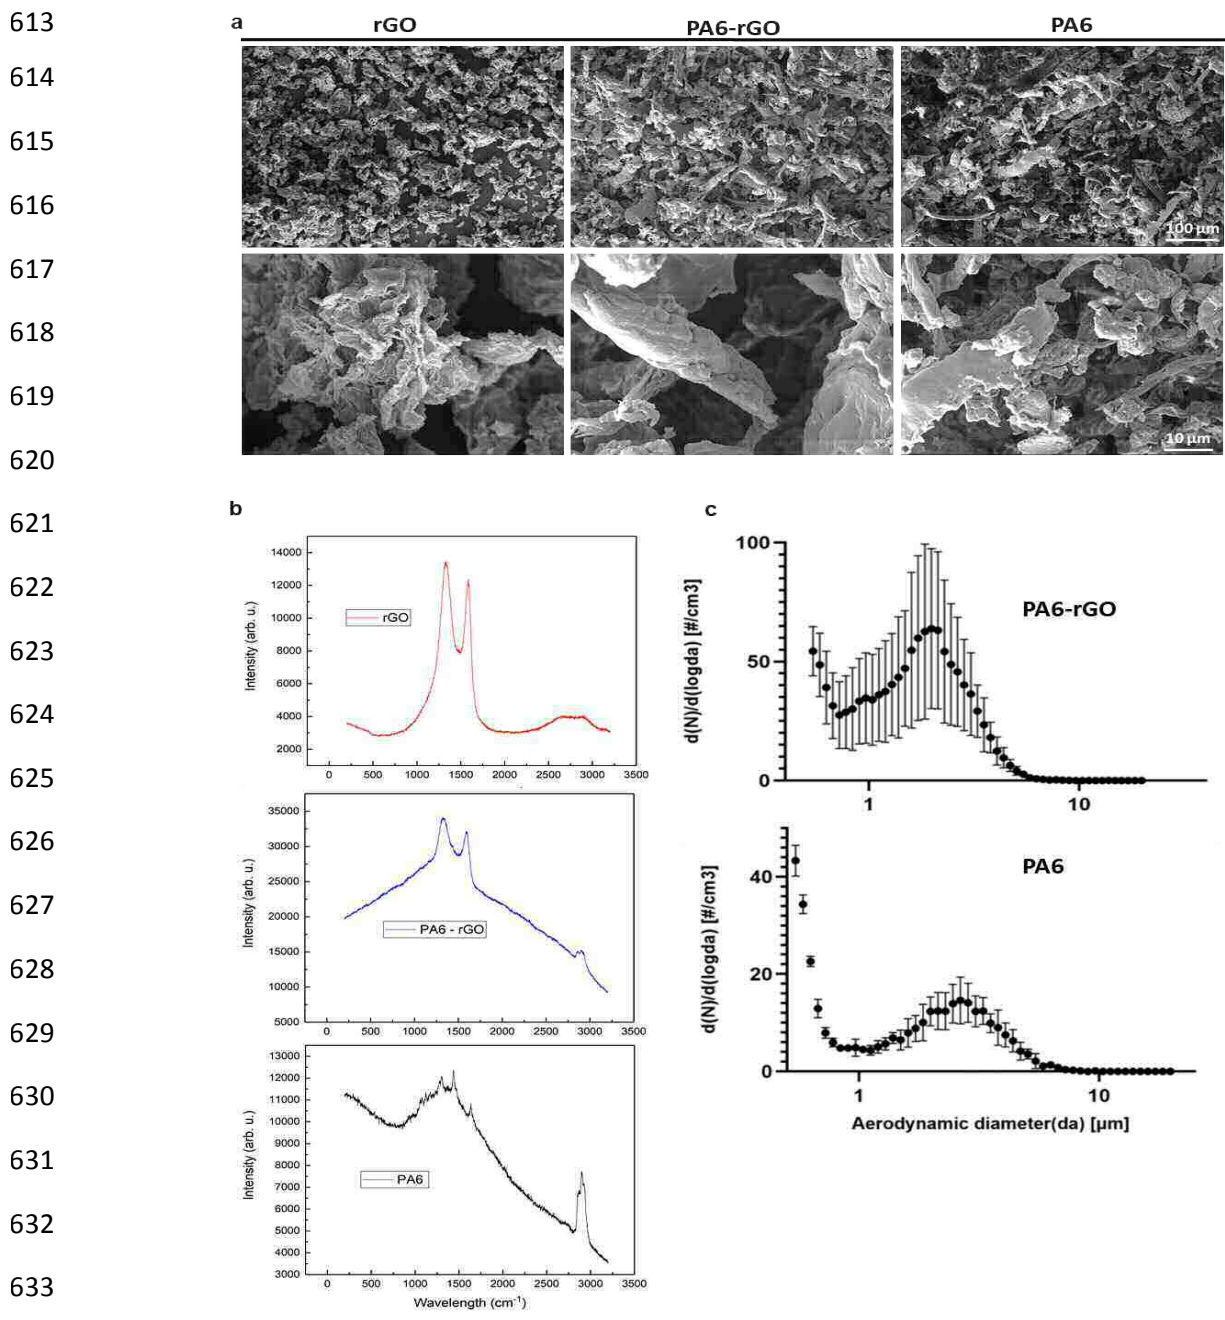 613
a
rGO
PA6-rGO
PA6
614
615
616
100 µm
617
618
619
10 µm
620
621
b
c
14000
12000
10000
8000
6000
4000
2000
Intensity (arb. u.)
rGO
0 500 1000 1500 2000 2500 3000 3500
100
50
0
d(N)/d(logda) [#/cm3]
PA6-rGO
1 10
622
623
624
625
35000
30000
25000
20000
15000
10000
5000
Intensity (arb. u.)
PA6 - rGO
0 500 1000 1500 2000 2500 3000 3500
626
627
628
629
40
20
0
d(N)/d(logda) [#/cm3]
PA6
1 10
Aerodynamic diameter(da) [µm]
13000
12000
11000
10000
9000
8000
7000
6000
5000
4000
3000
Intensity (arb. u.)
PA6
0 500 1000 1500 2000 2500 3000 3500
Wavelength (cm-1)
630
631
632
633